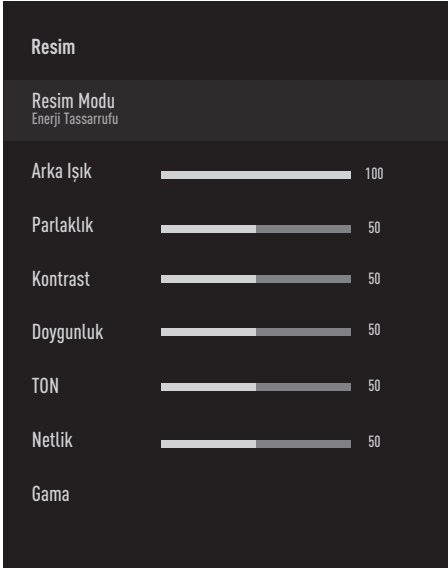 Resim
Resim Modu
Enerji Tassarrufu
Arka Işık 100
Parlaklık 50
Kontrast 50
Doygunluk 50
TON 50
Netlik 50
Gama